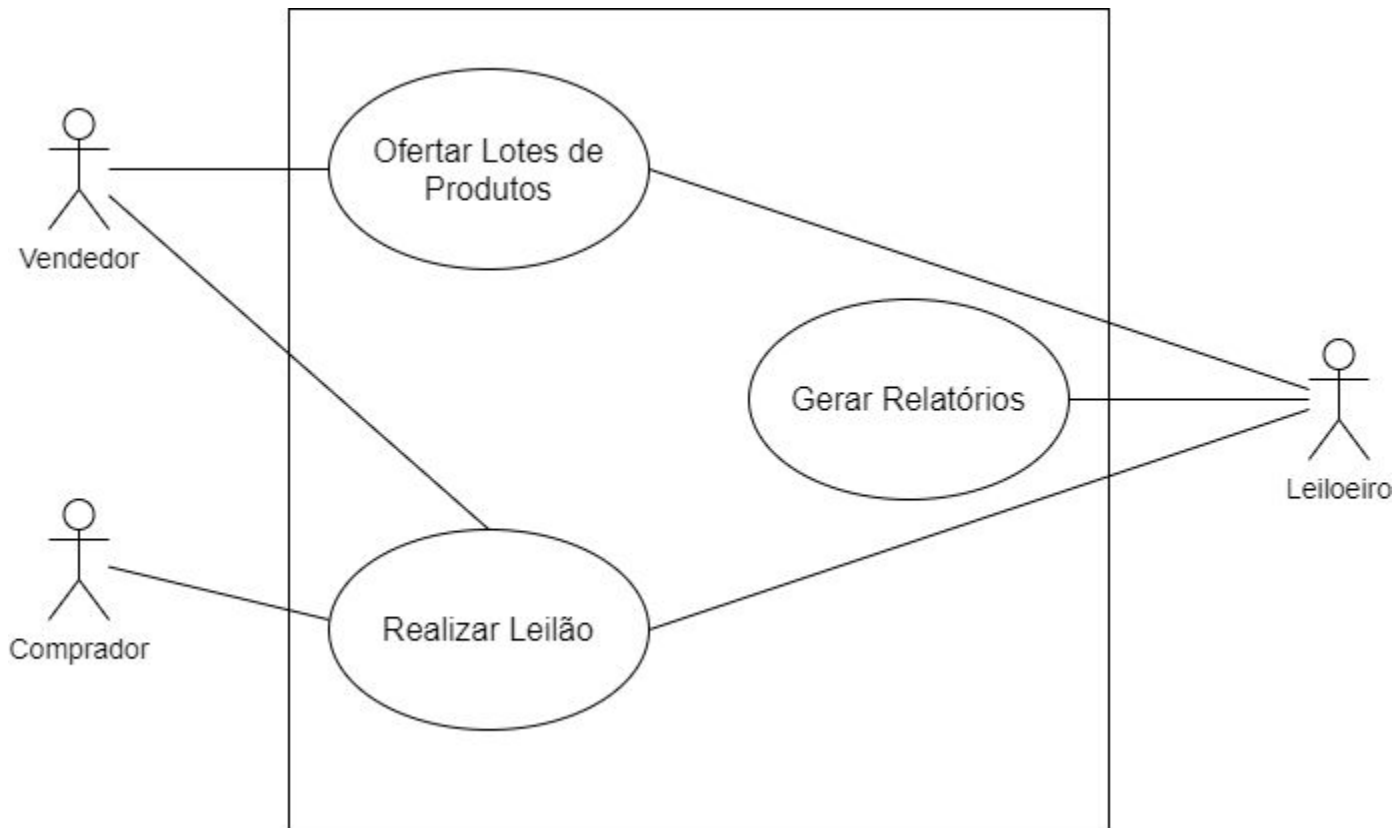 Ofertar Lotes de
Produtos
Vendedor
Gerar Relatórios
Leiloeiro
Realizar Leilão
Comprador